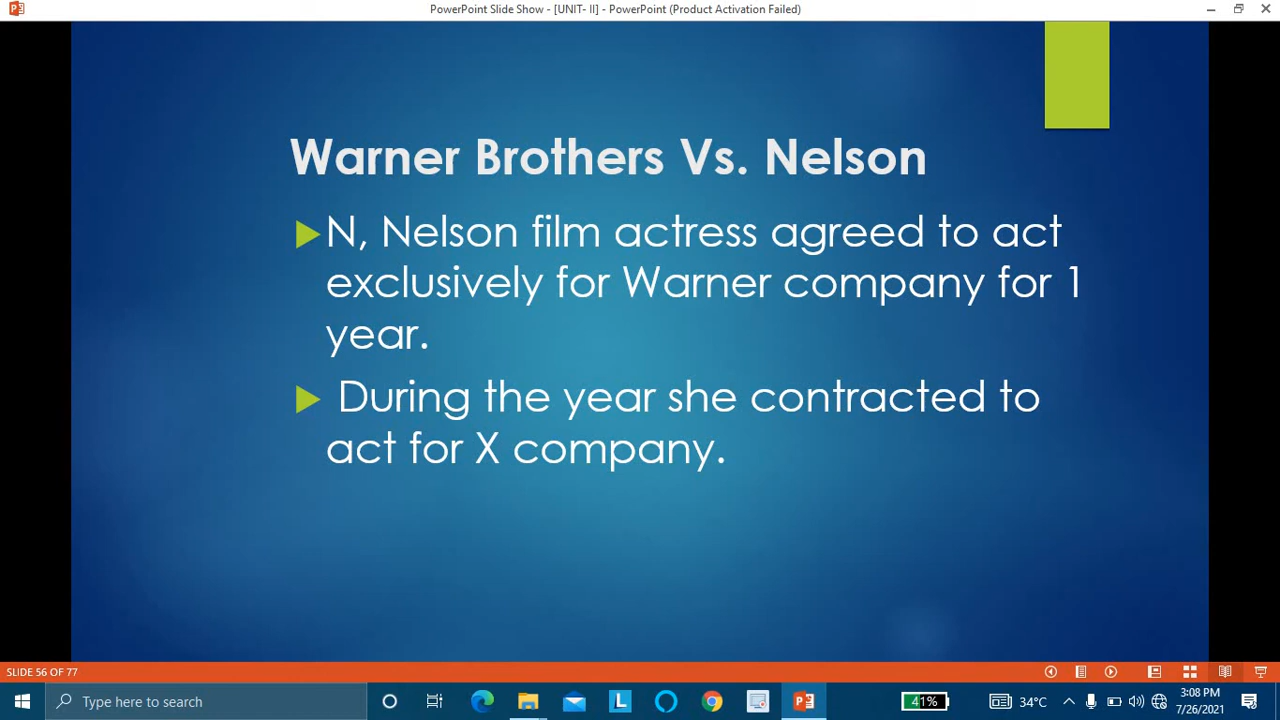 PowerPoint Slide Show - [UNIT- II] - PowerPoint (Product Activation Failed)
Warner Brothers Vs. Nelson
N, Nelson film actress agreed to act
exclusively for Warner company for 1
year.
During the year she contracted to
act for X company.
SLIDE 56 OF 77
Type here to search
L
41%
34°C
3:08 PM
7/26/2021